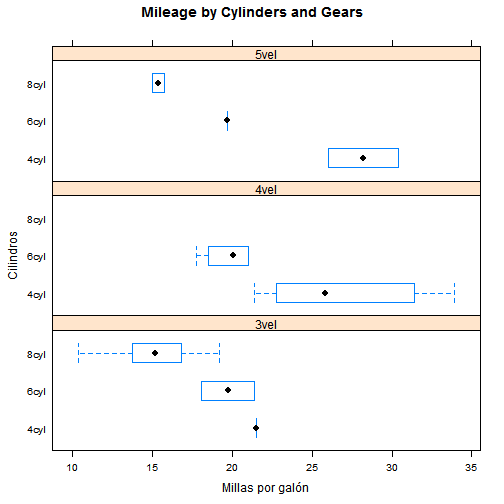 Mileage by Cylinders and Gears
5vel
8cyl
6cyl
4cyl
4vel
8cyl
6cyl
4cyl
3vel
8cyl
6cyl
4cyl
Cilindros
10 15 20 25 30 35
Millas por galón